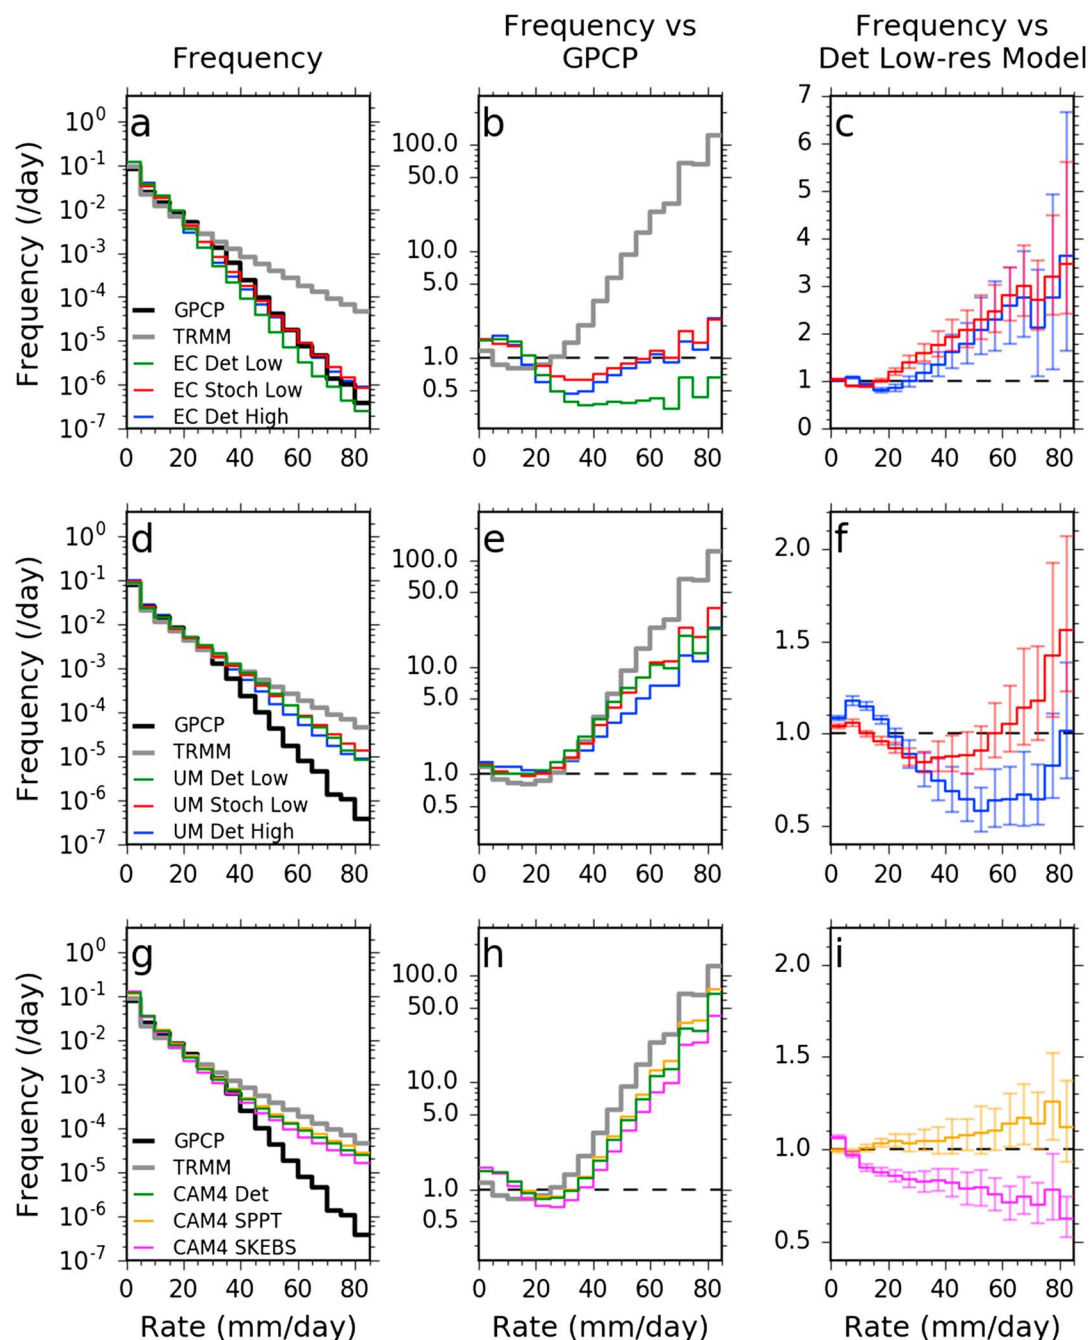 Frequency
Frequency vs
GPCP
Frequency vs
Det Low-res Model
a
Frequency (/day)
10^0
10^-1
10^-2
10^-3
10^-4
10^-5
10^-6
10^-7
GPCP
TRMM
EC Det Low
EC Stoch Low
EC Det High
0 20 40 60 80
b
100.0
50.0
10.0
5.0
1.0
0.5
0 20 40 60 80
c
7
6
5
4
3
2
1
0
0 20 40 60 80
d
Frequency (/day)
10^0
10^-1
10^-2
10^-3
10^-4
10^-5
10^-6
10^-7
GPCP
TRMM
UM Det Low
UM Stoch Low
UM Det High
0 20 40 60 80
e
100.0
50.0
10.0
5.0
1.0
0.5
0 20 40 60 80
f
2.0
1.5
1.0
0.5
0 20 40 60 80
g
Frequency (/day)
10^0
10^-1
10^-2
10^-3
10^-4
10^-5
10^-6
10^-7
GPCP
TRMM
CAM4 Det
CAM4 SPPT
CAM4 SKEBS
0 20 40 60 80
Rate (mm/day)
h
100.0
50.0
10.0
5.0
1.0
0.5
0 20 40 60 80
Rate (mm/day)
i
2.0
1.5
1.0
0.5
0 20 40 60 80
Rate (mm/day)